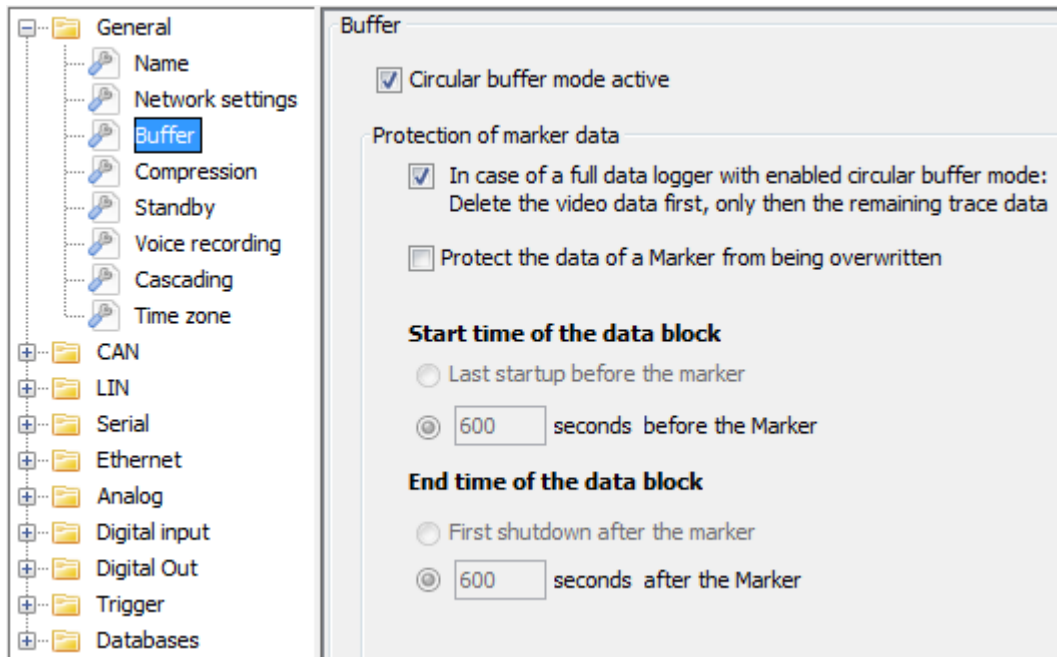 General
Name
Network settings
Buffer
Compression
Standby
Voice recording
Cascading
Time zone
CAN
LIN
Serial
Ethernet
Analog
Digital input
Digital Out
Trigger
Databases
Buffer
Circular buffer mode active
Protection of marker data
In case of a full data logger with enabled circular buffer mode:
Delete the video data first, only then the remaining trace data
Protect the data of a Marker from being overwritten
Start time of the data block
Last startup before the marker
600 seconds before the Marker
End time of the data block
First shutdown after the marker
600 seconds after the Marker